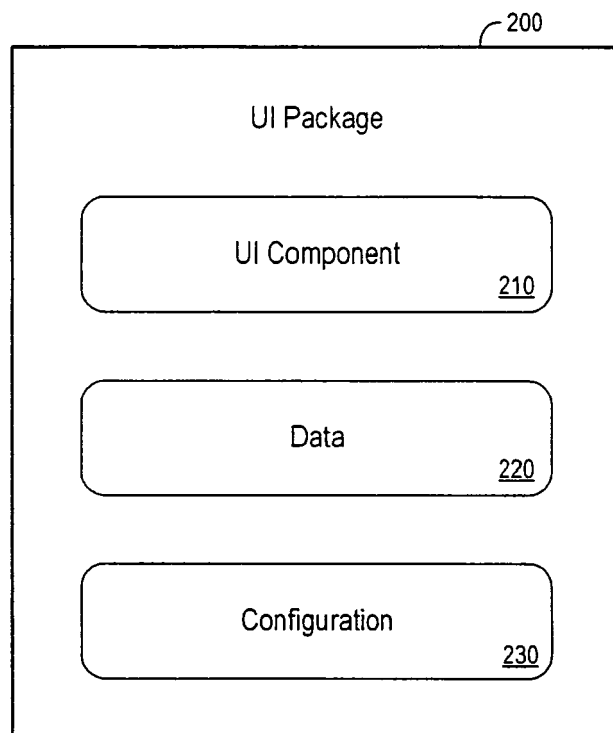 200
UI Package
UI Component
210
Data
220
Configuration
230